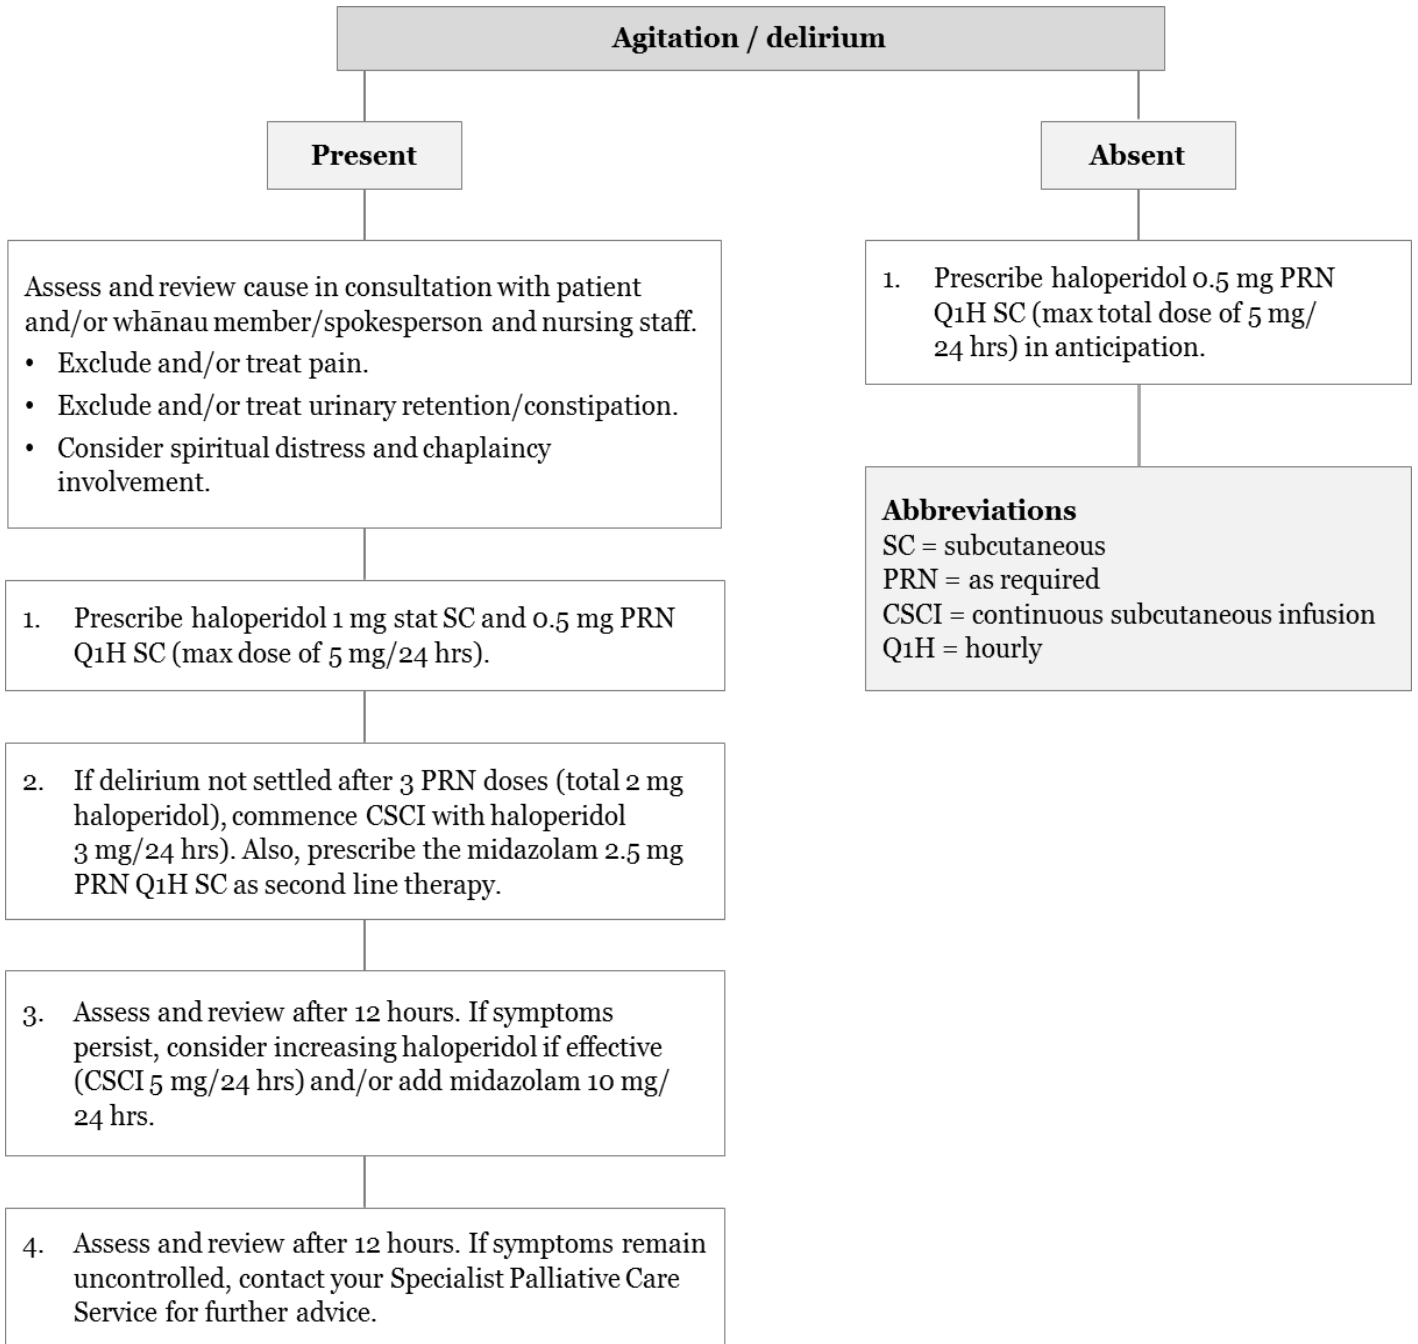 Agitation / delirium
Present
Assess and review cause in consultation with patient
and/or whānau member/spokesperson and nursing staff.
• Exclude and/or treat pain.
• Exclude and/or treat urinary retention/constipation.
• Consider spiritual distress and chaplaincy
involvement.
1. Prescribe haloperidol 1 mg stat SC and 0.5 mg PRN
Q1H SC (max dose of 5 mg/24 hrs).
2. If delirium not settled after 3 PRN doses (total 2 mg
haloperidol), commence CSCI with haloperidol
3 mg/24 hrs). Also, prescribe the midazolam 2.5 mg
PRN Q1H SC as second line therapy.
3. Assess and review after 12 hours. If symptoms
persist, consider increasing haloperidol if effective
(CSCI 5 mg/24 hrs) and/or add midazolam 10 mg/
24 hrs.
4. Assess and review after 12 hours. If symptoms remain
uncontrolled, contact your Specialist Palliative Care
Service for further advice.
Absent
1. Prescribe haloperidol 0.5 mg PRN
Q1H SC (max total dose of 5 mg/
24 hrs) in anticipation.
Abbreviations
SC = subcutaneous
PRN = as required
CSCI = continuous subcutaneous infusion
Q1H = hourly